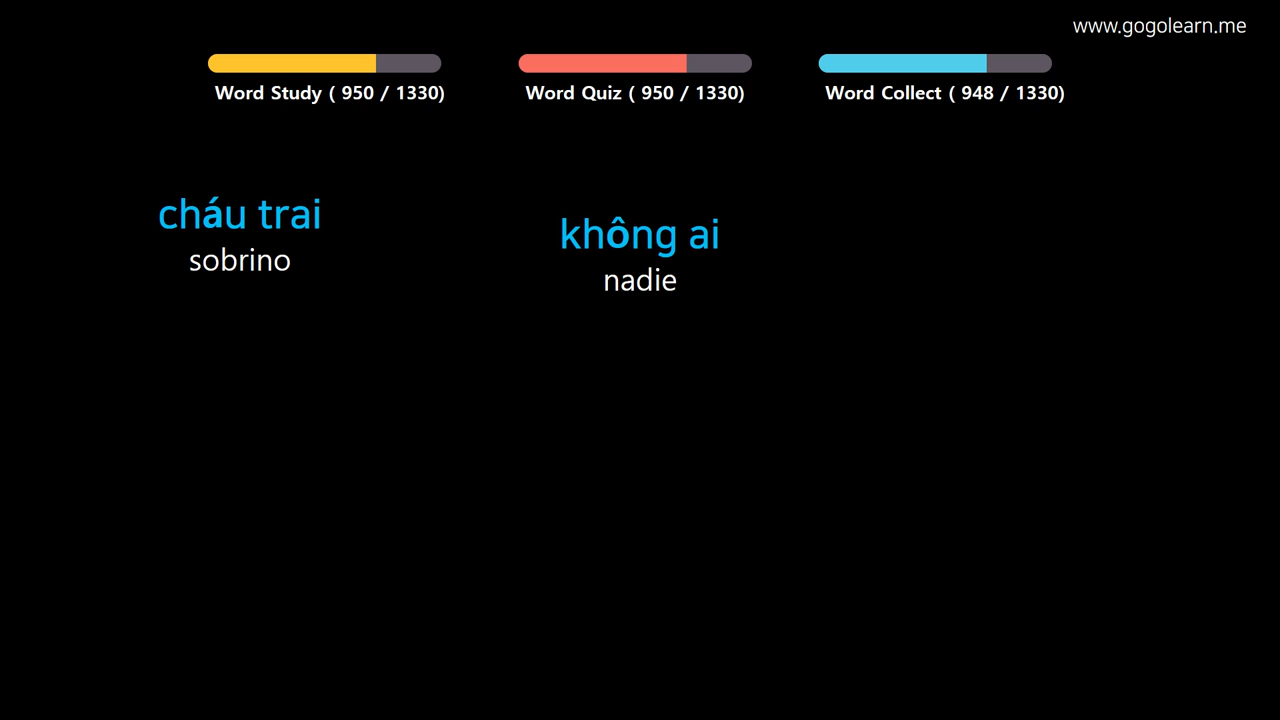 www.gogolearn.me
Word Study ( 950 / 1330)
Word Quiz ( 950 / 1330)
Word Collect ( 948 / 1330)
cháu trai
sobrino
không ai
nadie